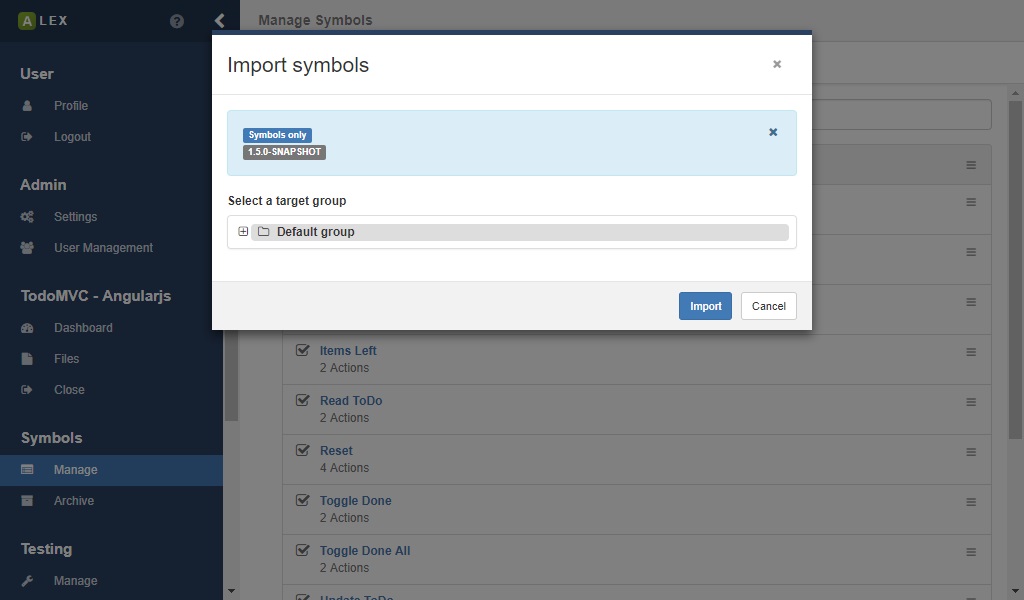 A LEX
?
Manage Symbols
User
Profile
Logout
Admin
Settings
User Management
TodoMVC - Angularjs
Dashboard
Files
Close
Symbols
Manage
Archive
Testing
Manage
Import symbols
×
Symbols only
1.5.0-SNAPSHOT
Select a target group
Default group
Import
Cancel
Items Left
2 Actions
Read ToDo
2 Actions
Reset
4 Actions
Toggle Done
2 Actions
Toggle Done All
2 Actions
Update ToDo